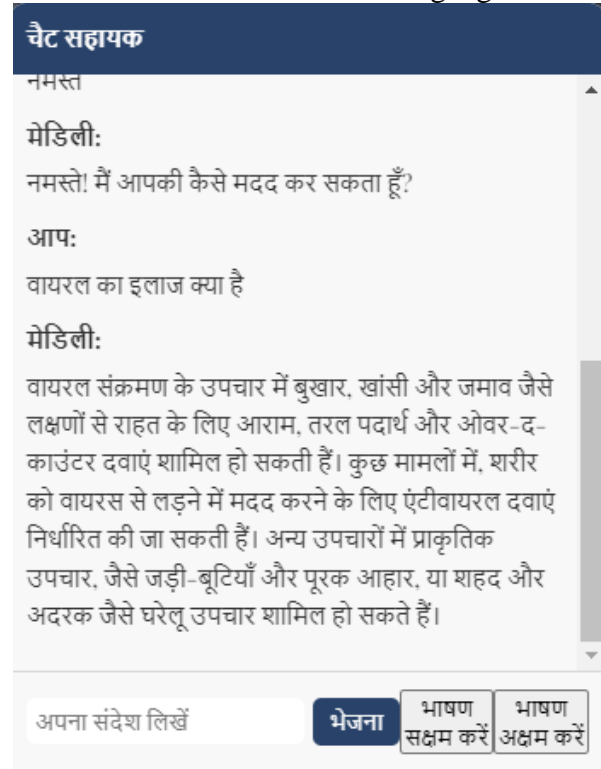 चैट सहायक
नमस्ते
मेडिली:
नमस्ते! मैं आपकी कैसे मदद कर सकता हूँ?
आप:
वायरल का इलाज क्या है
मेडिली:
वायरल संक्रमण के उपचार में बुखार, खांसी और जमाव जैसे
लक्षणों से राहत के लिए आराम, तरल पदार्थ और ओवर-द-
काउंटर दवाएं शामिल हो सकती हैं। कुछ मामलों में, शरीर
को वायरस से लड़ने में मदद करने के लिए एंटीवायरल दवाएं
निर्धारित की जा सकती हैं। अन्य उपचारों में प्राकृतिक
उपचार, जैसे जड़ी-बूटियाँ और पूरक आहार, या शहद और
अदरक जैसे घरेलू उपचार शामिल हो सकते हैं।
अपना संदेश लिखें
भेजना
भाषण
सक्षम करें
भाषण
अक्षम करें